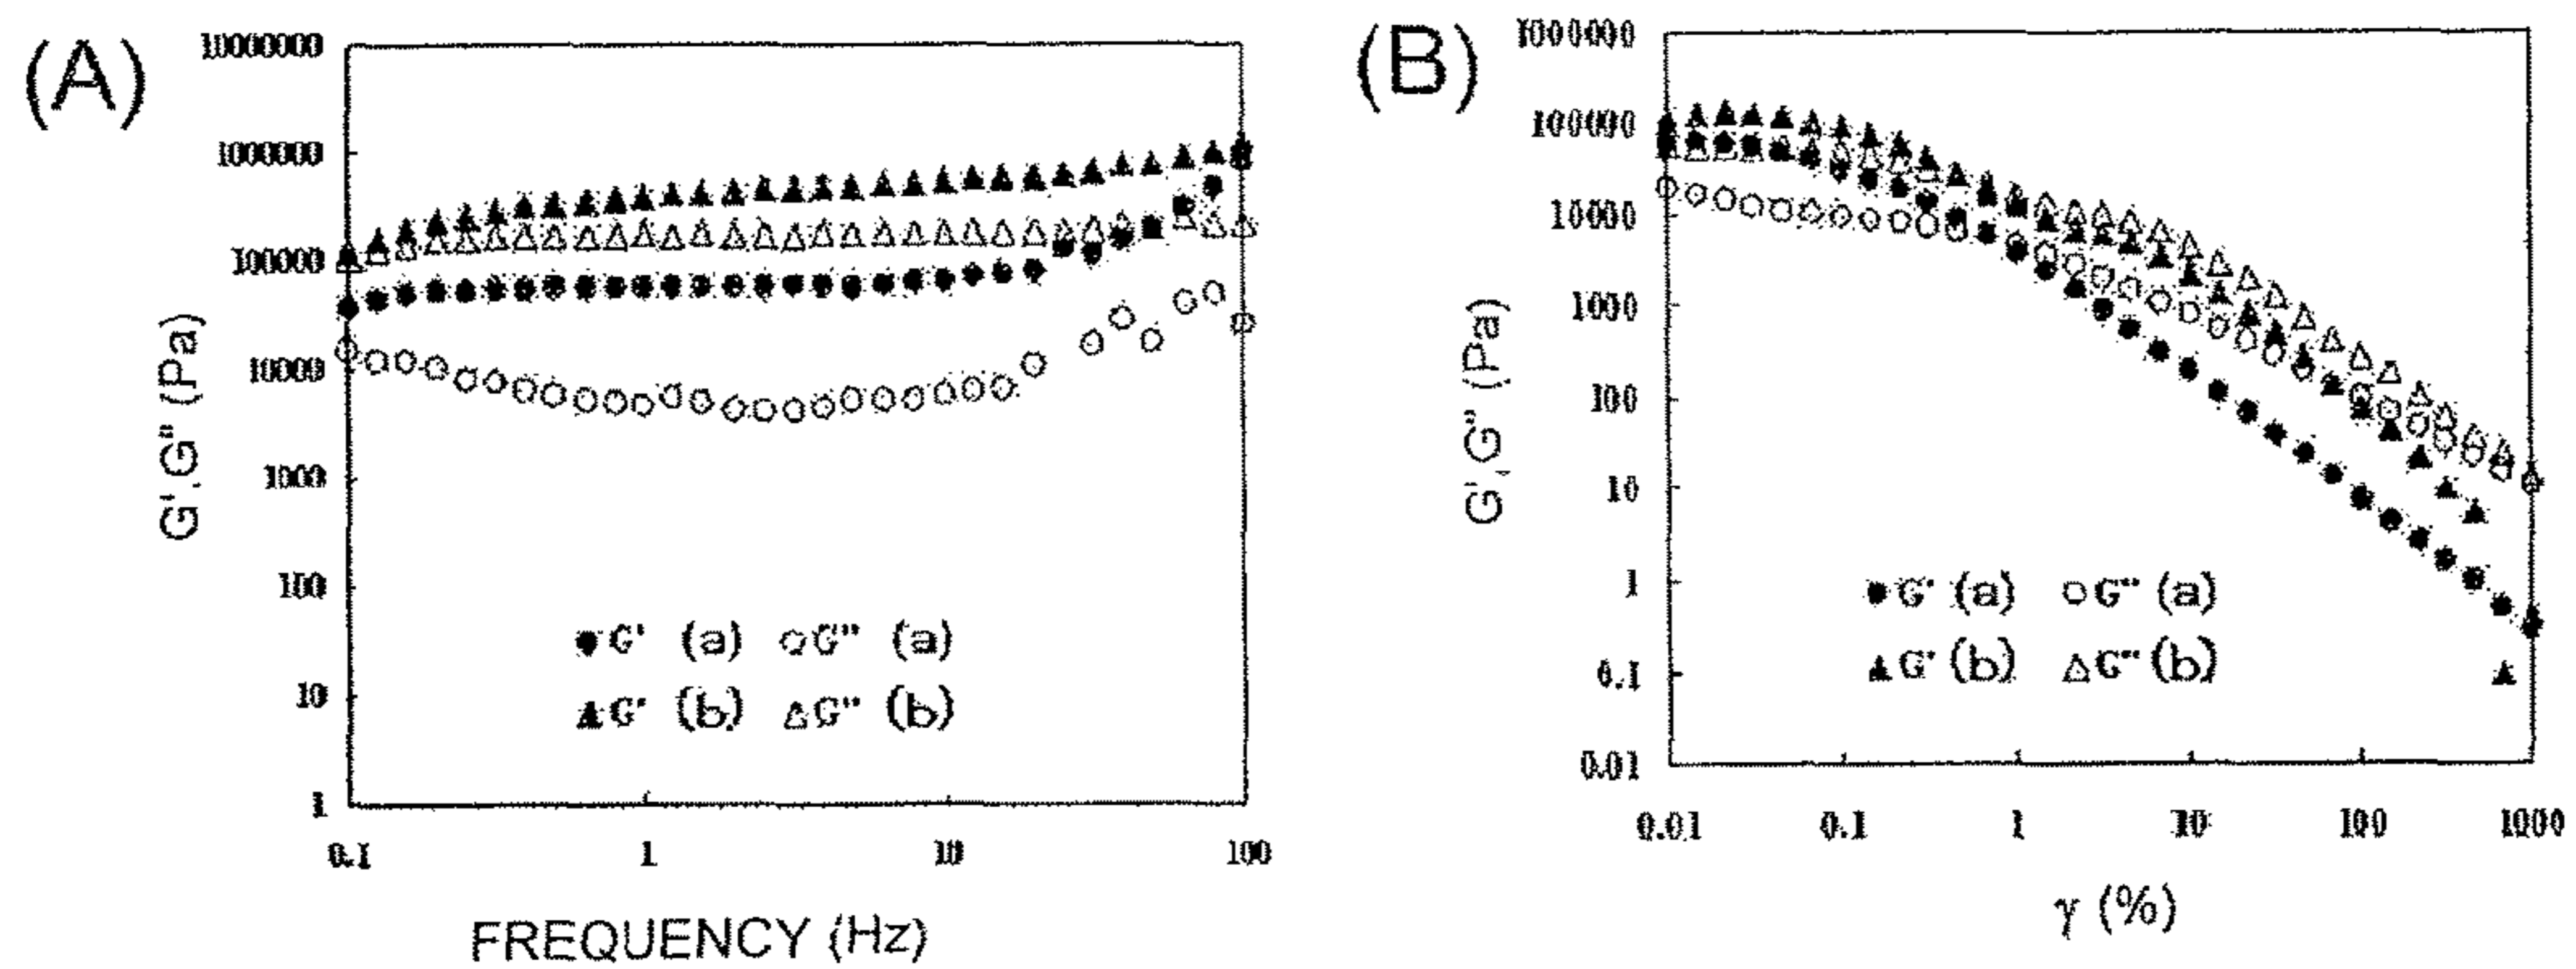 (A)
10000000
1000000
100000
10000
1000
100
10
1
G',G" (Pa)
G' (a) G" (a)
G' (b) G" (b)
0.1 1 10 100
FREQUENCY (Hz)
(B)
1000000
100000
10000
1000
100
10
1
0.1
0.01
G',G" (Pa)
G' (a) G" (a)
G' (b) G" (b)
0.01 0.1 1 10 100 1000
γ (%)